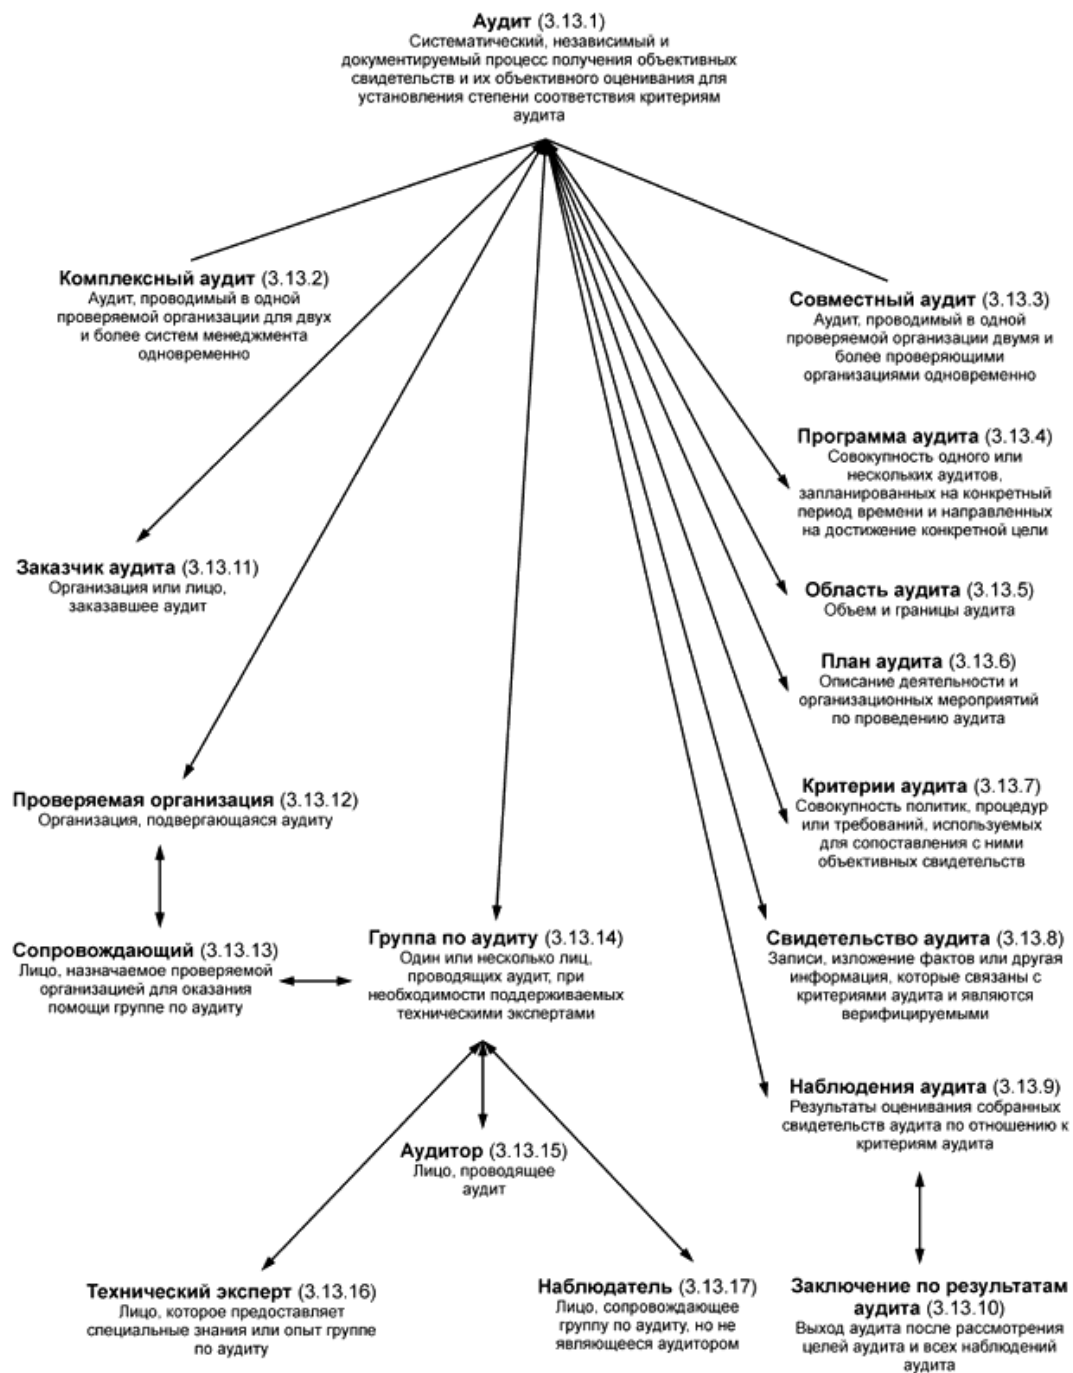 Аудит (3.13.1)
Систематический, независимый и
документируемый процесс получения объективных
свидетельств и их объективного оценивания для
установления степени соответствия критериям
аудита
Комплексный аудит (3.13.2)
Аудит, проводимый в одной
проверяемой организации для двух
и более систем менеджмента
одновременно
Совместный аудит (3.13.3)
Аудит, проводимый в одной
проверяемой организации двумя и
более проверяющими
организациями одновременно
Программа аудита (3.13.4)
Совокупность одного или
нескольких аудитов,
запланированных на конкретный
период времени и направленных
на достижение конкретной цели
Заказчик аудита (3.13.11)
Организация или лицо,
заказавшее аудит
Область аудита (3.13.5)
Объем и границы аудита
План аудита (3.13.6)
Описание деятельности и
организационных мероприятий
по проведению аудита
Проверяемая организация (3.13.12)
Организация, подвергающаяся аудиту
Критерии аудита (3.13.7)
Совокупность политик, процедур
или требований, используемых
для сопоставления с ними
объективных свидетельств
Сопровождающий (3.13.13)
Лицо, назначаемое проверяемой
организацией для оказания
помощи группе по аудиту
Группа по аудиту (3.13.14)
Один или несколько лиц,
проводящих аудит, при
необходимости поддерживаемых
техническими экспертами
Свидетельство аудита (3.13.8)
Записи, изложение фактов или другая
информация, которые связаны с
критериями аудита и являются
верифицируемыми
Наблюдения аудита (3.13.9)
Результаты оценивания собранных
свидетельств аудита по отношению к
критериям аудита
Аудитор (3.13.15)
Лицо, проводящее
аудит
Технический эксперт (3.13.16)
Лицо, которое предоставляет
специальные знания или опыт группе
по аудиту
Наблюдатель (3.13.17)
Лицо, сопровождающее
группу по аудиту, но не
являющееся аудитором
Заключение по результатам
аудита (3.13.10)
Выход аудита после рассмотрения
целей аудита и всех наблюдений
аудита